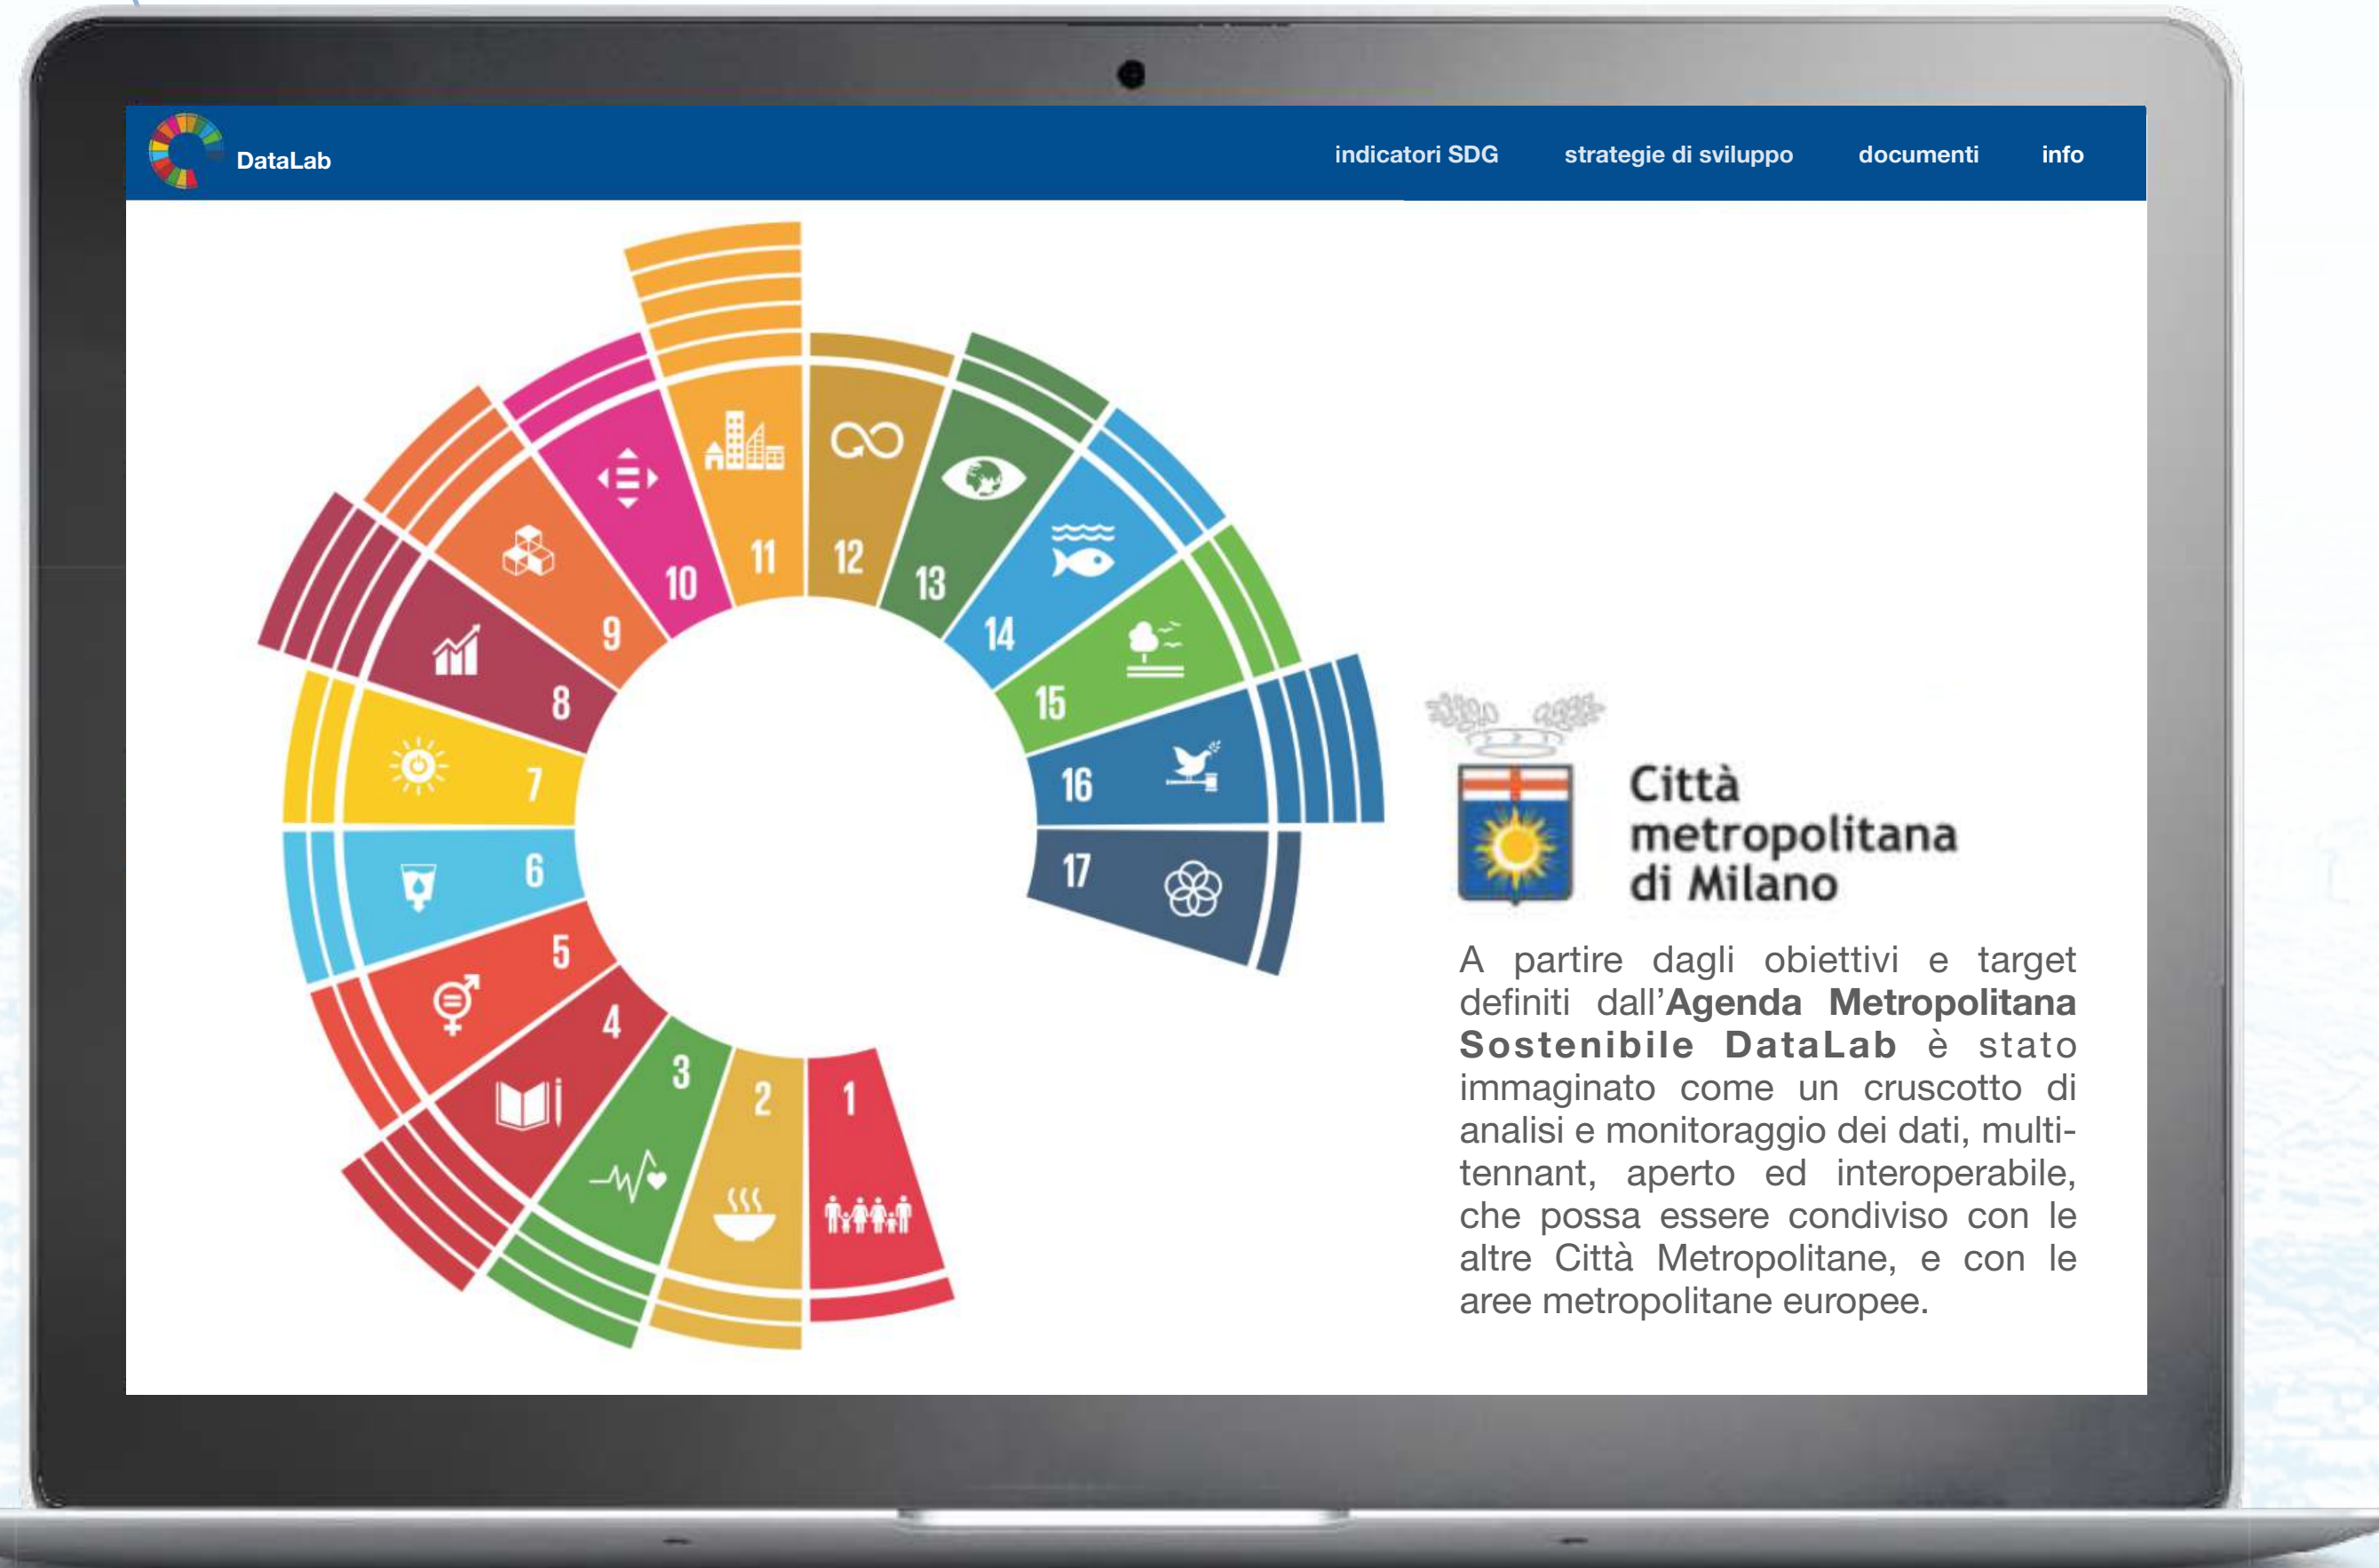 DataLab
indicatori SDG
strategie di sviluppo
documenti
info
11
12
10
13
9
14
8
15
7
16
6
17
5
4
3
2
1
Città
metropolitana
di Milano
A partire dagli obiettivi e target
definiti dall'Agenda Metropolitana
Sostenibile DataLab è stato
immaginato come un cruscotto di
analisi e monitoraggio dei dati, multi-
tennant, aperto ed interoperabile,
che possa essere condiviso con le
altre Città Metropolitane, e con le
aree metropolitane europee.